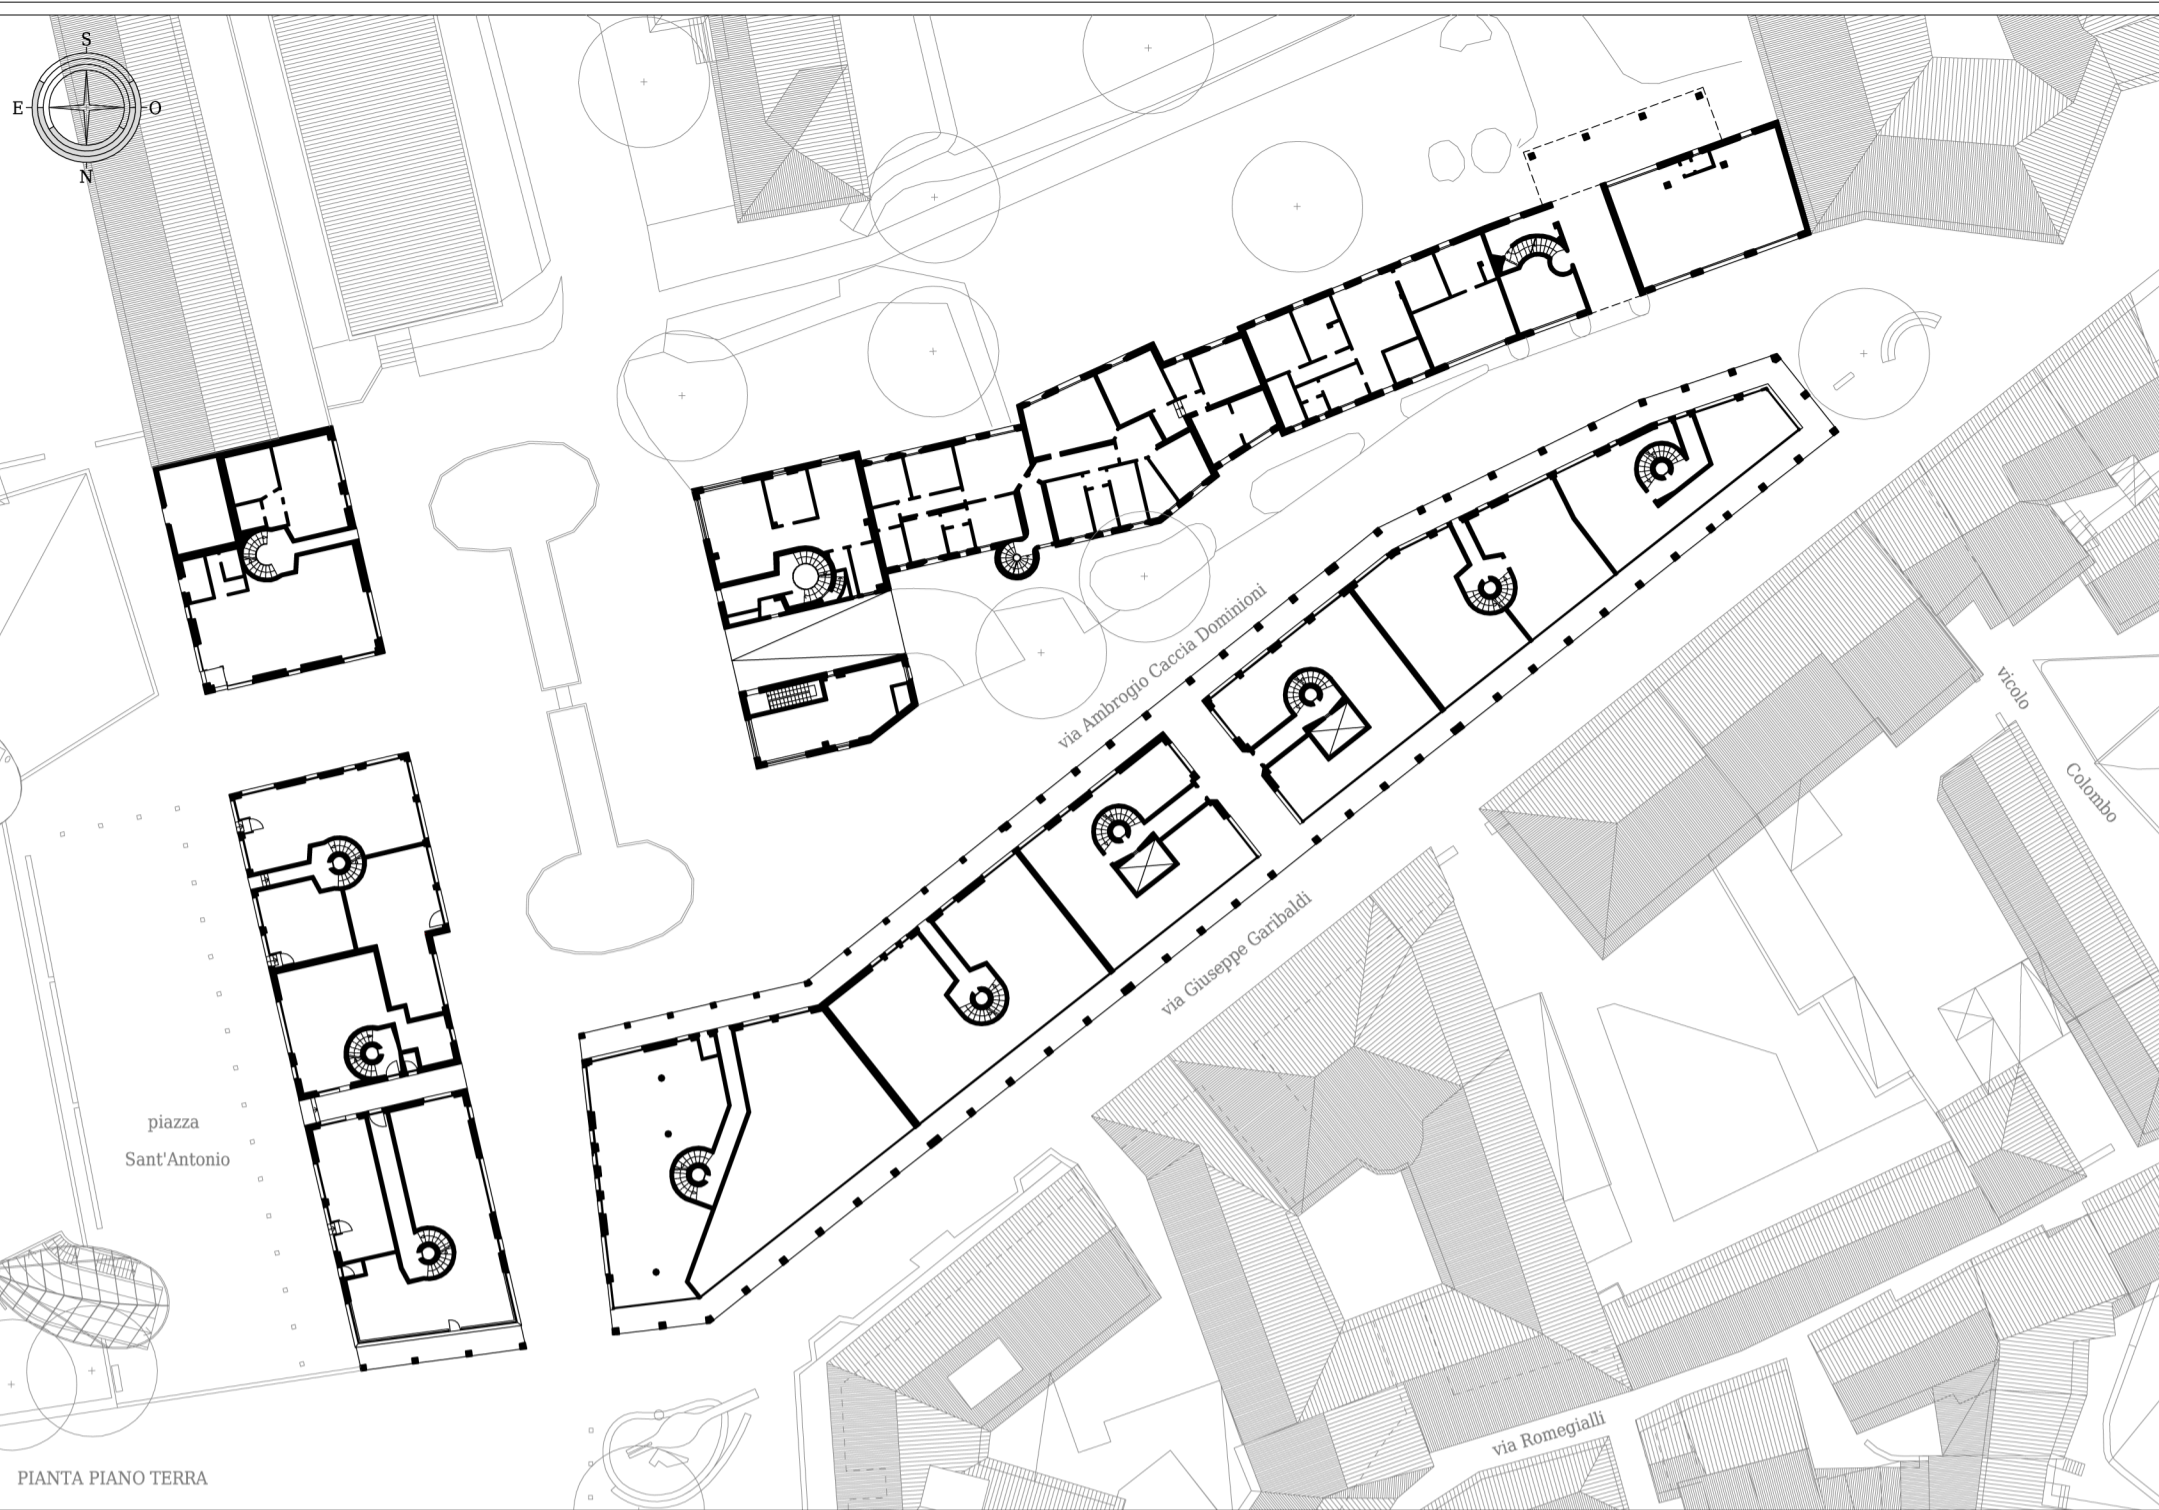 S
E
O
N
via Ambrogio Caccia Dominioni
vicolo
Colombo
via Giuseppe Garibaldi
piazza
Sant'Antonio
via Romegialli
PIANTA PIANO TERRA